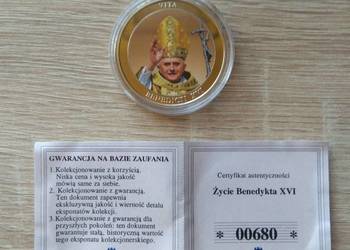 VITA
BENEDICTI XVI
GWARANCJA NA BAZIE ZAUFANIA
1. Kolekcjonowanie z korzyścią.
Niska cena i wysoka jakość
mówią same za siebie.
2. Kolekcjonowanie z gwarancją.
Ten dokument zapewnia
ekskluzywną jakość i wierność detalu
eksponatów kolekcji.
3. Kolekcjonowanie z gwarancją dla
przyszłych pokoleń: ten dokument
gwarantuje stałą, historyczną wartość
tego eksponatu kolekcjonerskiego.
Certyfikat autentyczności
Życie Benedykta XVI
* 00680 *